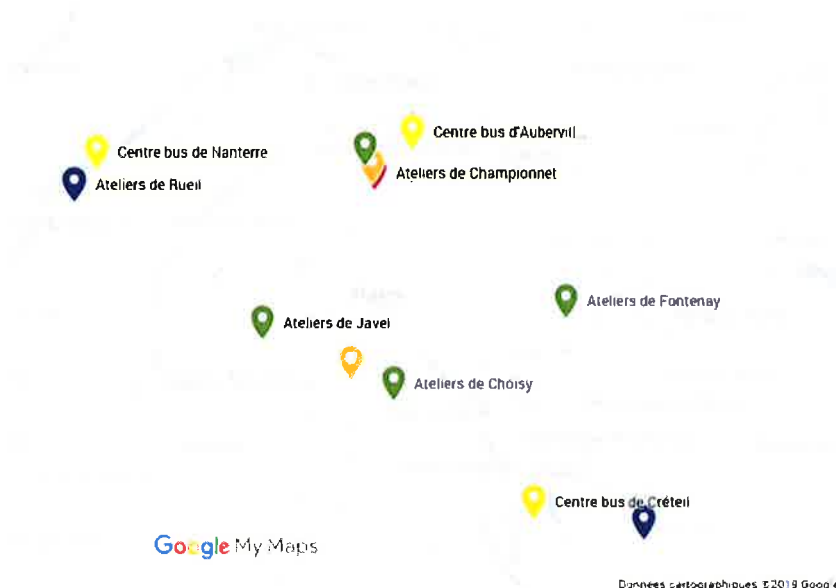 Centre bus d'Aubervill
Centre bus de Nanterre
Ateliers de Championnet
Ateliers de Rueil
Ateliers de Fontenay
Ateliers de Javel
Ateliers de Choisy
Centre bus de Créteil
Google My Maps
Données cartographiques ©2019 Google